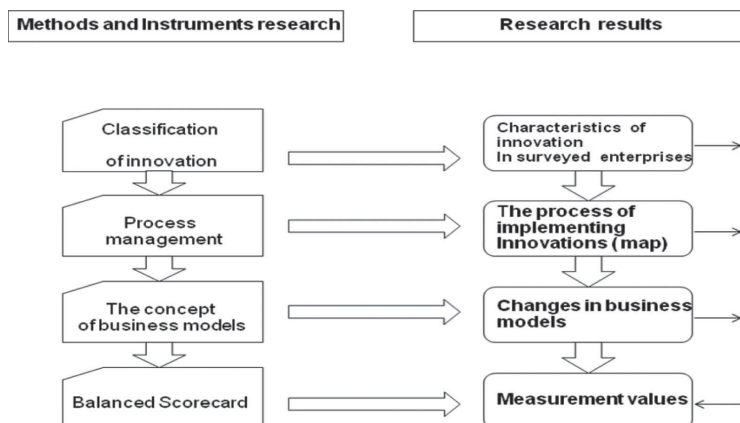 Methods and Instruments research
Research results
Classification
of innovation
Characteristics of
innovation
In surveyed enterprises
Process
management
The process of
implementing
Innovations (map)
The concept
of business models
Changes in business
models
Balanced Scorecard
Measurement values